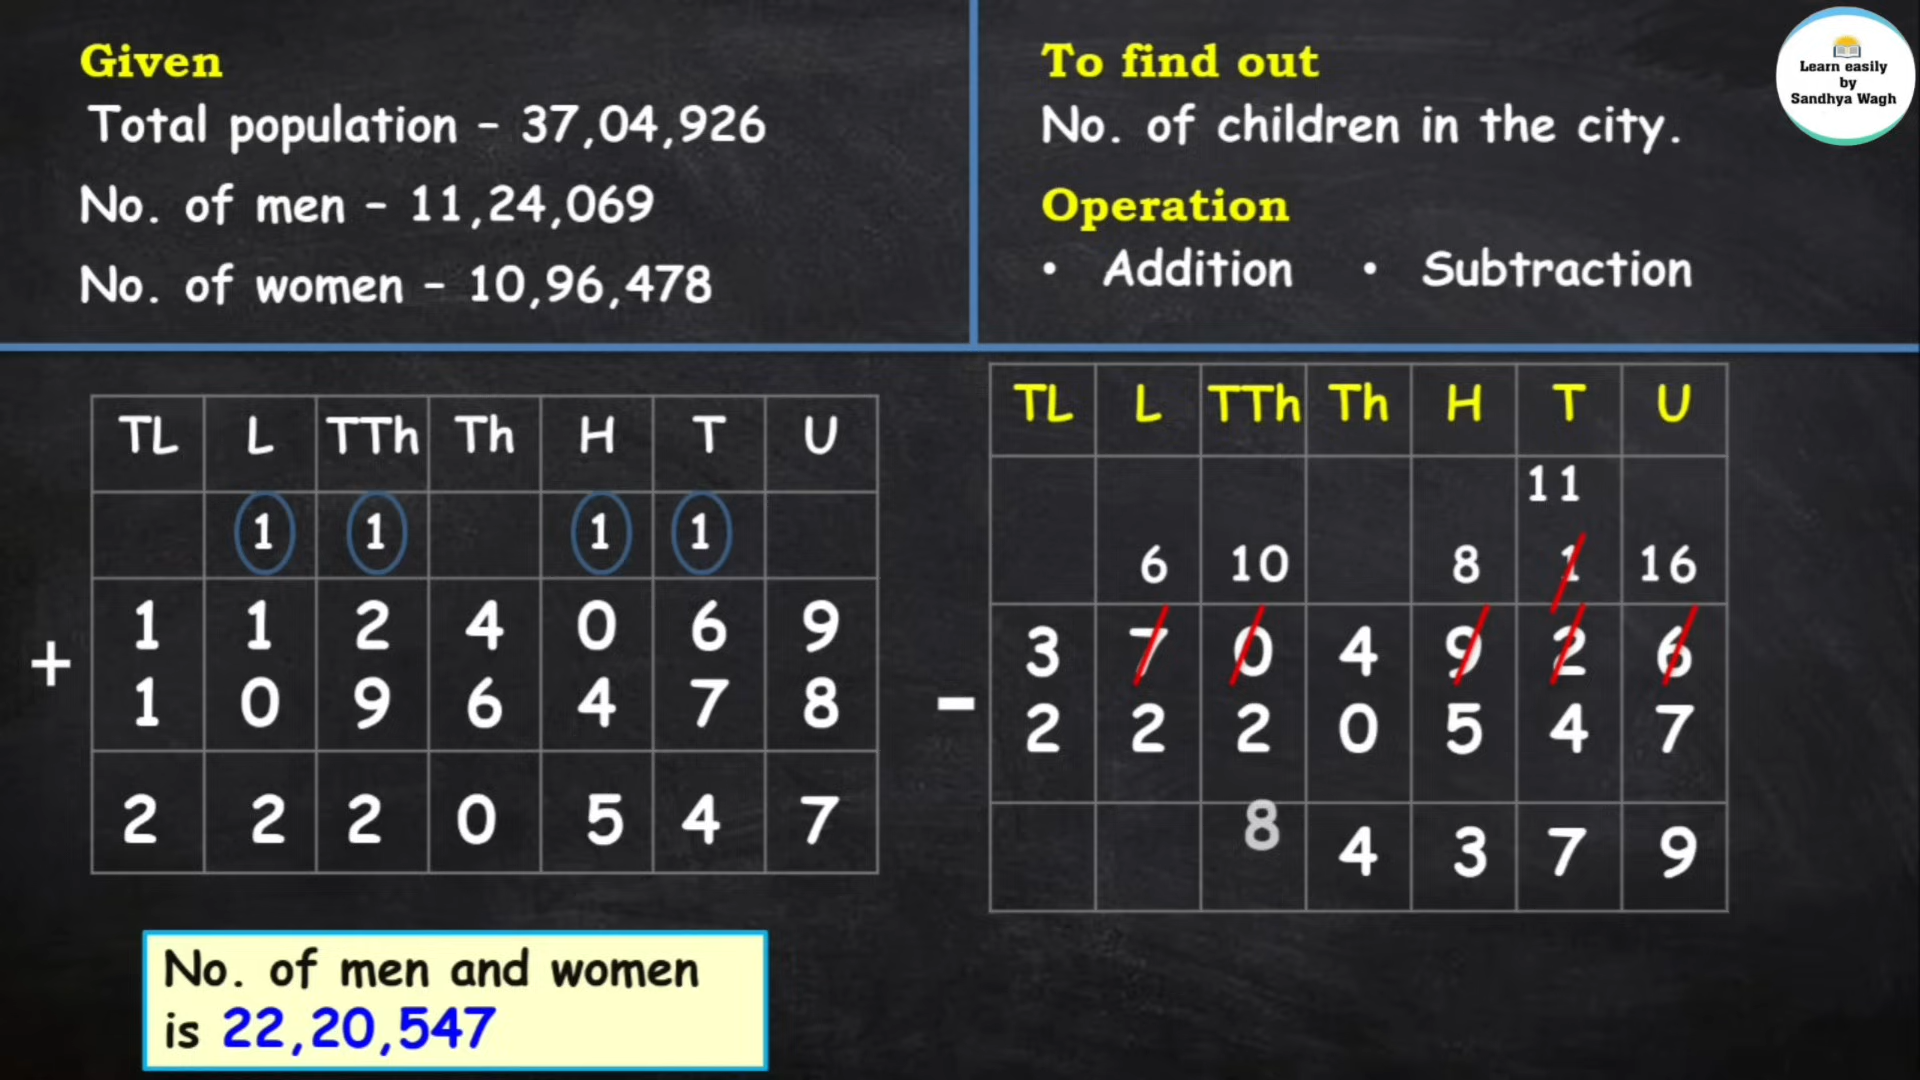 Given
Total population – 37,04,926
No. of men – 11,24,069
No. of women – 10,96,478
To find out
No. of children in the city.
Operation
• Addition • Subtraction
Learn easily
by
Sandhya Wagh
TL L TTh Th H T U
1 1 1 1
+
1 1 2 4 0 6 9
1 0 9 6 4 7 8
2 2 2 0 5 4 7
No. of men and women
is 22,20,547
TL L TTh Th H T U
11
6 10 8 1 16
3 7 0 4 9 2 6
-
2 2 2 0 5 4 7
8 4 3 7 9